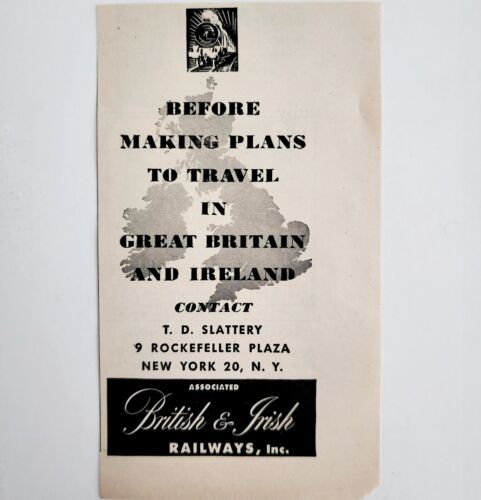 BEFORE
MAKING PLANS
TO TRAVEL
IN
GREAT BRITAIN
AND IRELAND
CONTACT
T. D. SLATTERY
9 ROCKEFELLER PLAZA
NEW YORK 20, N. Y.
ASSOCIATED
British & Irish
RAILWAYS, Inc.